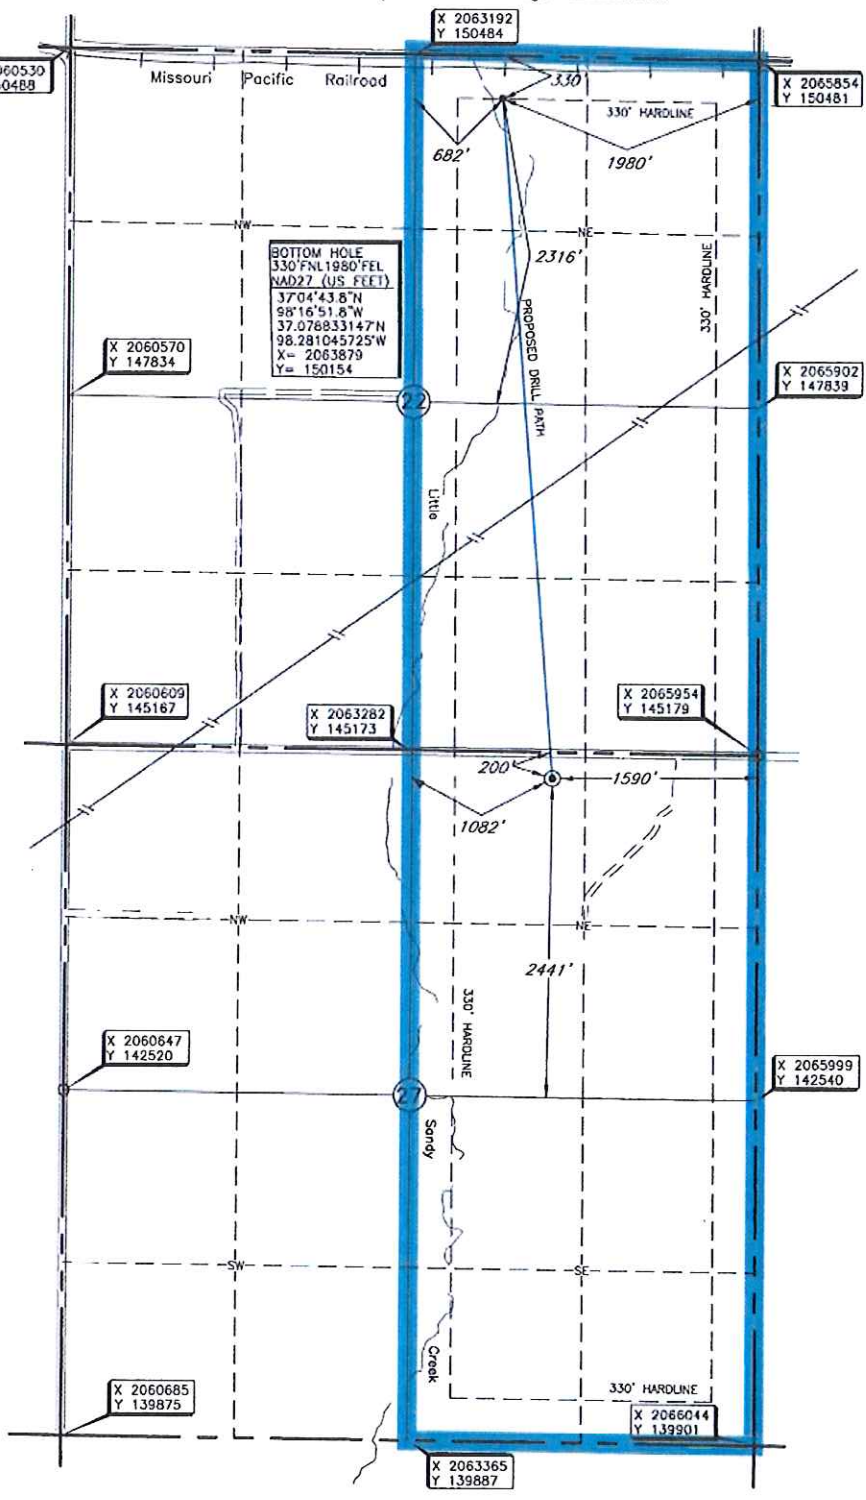 X 2063192
Y 150484
060530
0488
X 2065854
Y 150481
Missouri Pacific Railroad
330'
330' HARDLINE
682'
1980'
NW
NE
2316'
330' HARDLINE
BOTTOM HOLE
330'FNL1980'FEL
NAD27 (US FEET)
37°04'43.8"N
98°16'51.8"W
37.078833147°N
98.281045725°W
X= 2063879
Y= 150154
PROPOSED DRILL PATH
X 2060570
Y 147834
X 2065902
Y 147839
22
Little
X 2060609
Y 145167
X 2063282
Y 145173
X 2065954
Y 145179
200'
1590'
1082'
NW
NE
2441'
330' HARDLINE
X 2060647
Y 142520
X 2065999
Y 142540
27
Sandy
SW
SE
Creek
X 2060685
Y 139875
330' HARDLINE
X 2066044
Y 139901
X 2063365
Y 139887